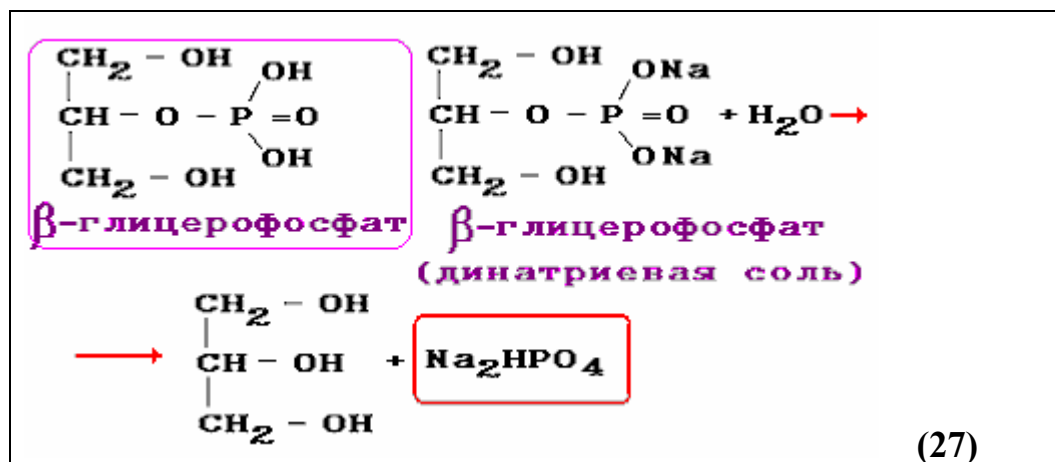 CH₂ – OH CH₂ – OH
OH ONa
CH – O – P =O CH – O – P =O + H₂O →
OH ONa
CH₂ – OH CH₂ – OH
β-глицерофосфат β-глицерофосфат
(динатриевая соль)
CH₂ – OH
→ CH – OH + Na₂HPO₄
CH₂ – OH
(27)